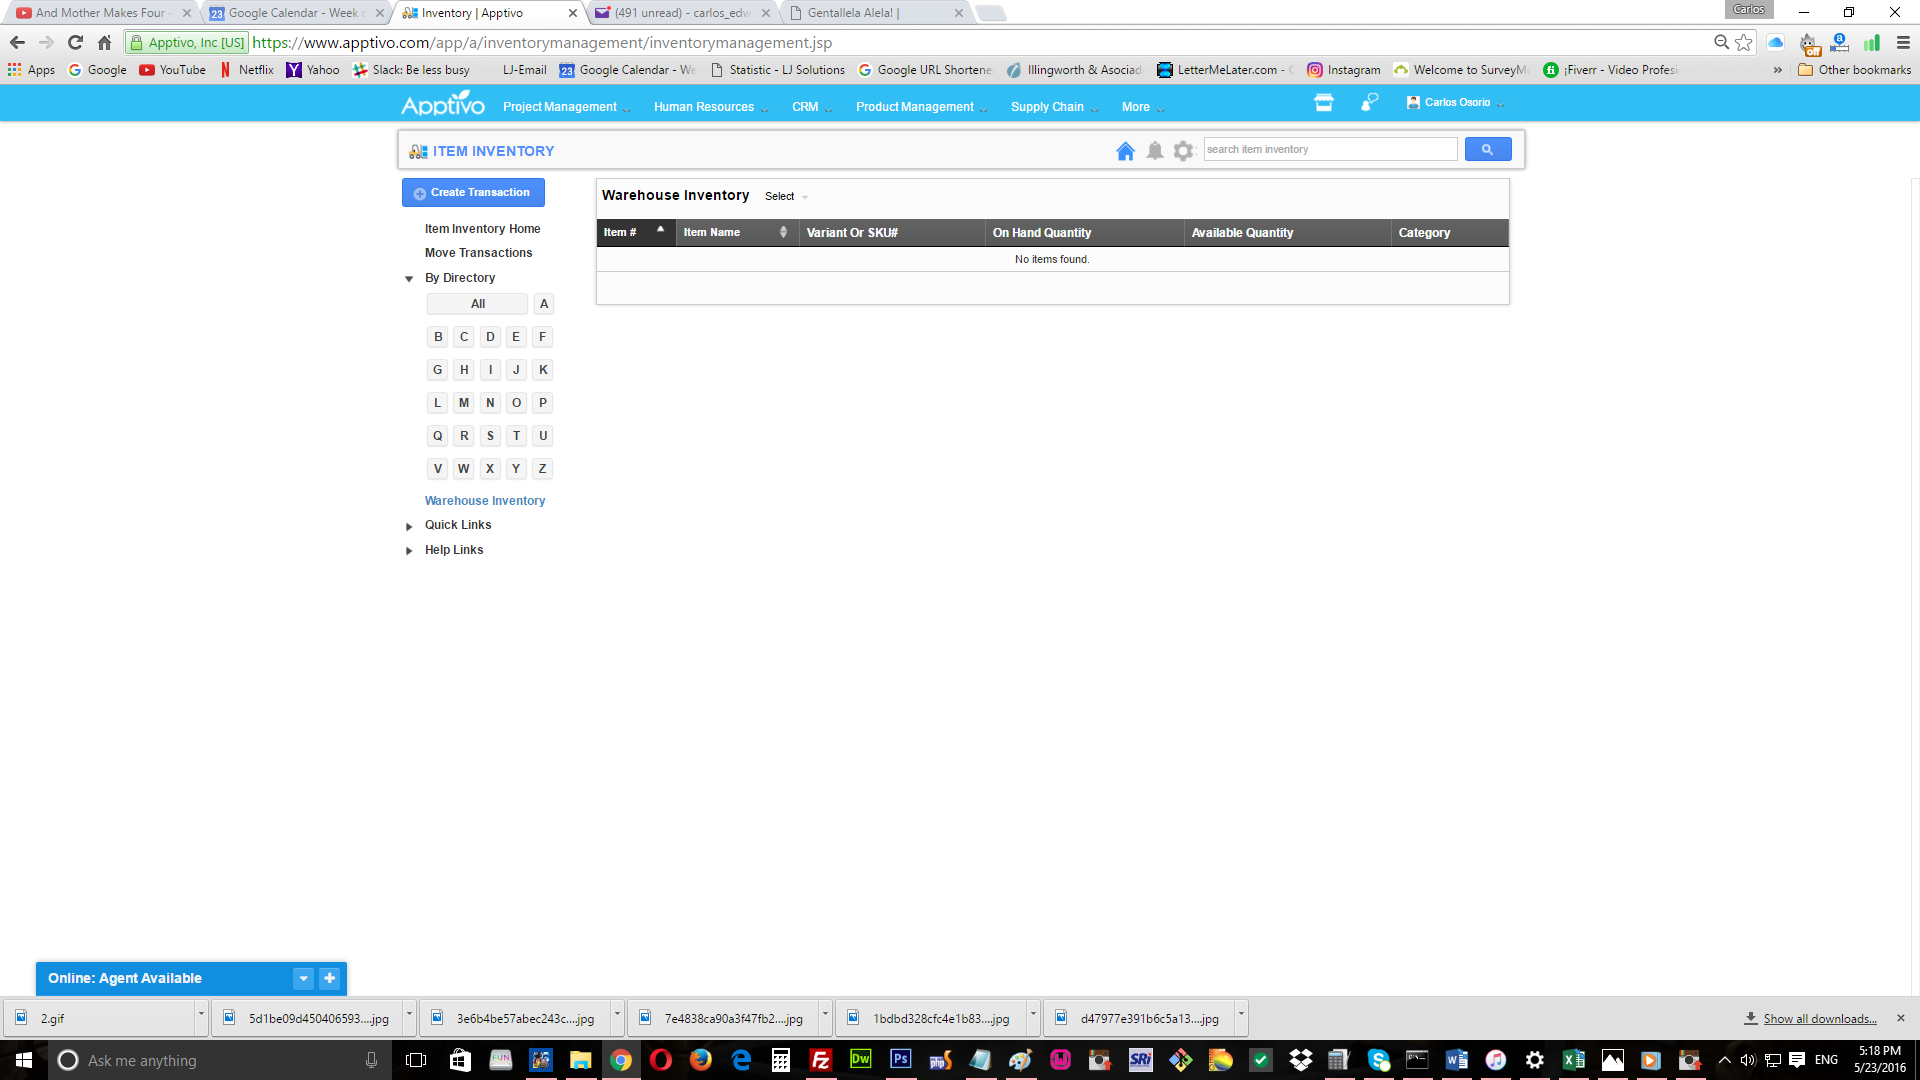 And Mother Makes Four -
Google Calendar - Week o
Inventory | Apptivo
(491 unread) - carlos_edw
Gentallela Alela! |
Carlos
Apptivo, Inc [US]
https://www.apptivo.com/app/a/inventorymanagement/inventorymanagement.jsp
Apps
Google
YouTube
Netflix
Yahoo
Slack: Be less busy
LJ-Email
Google Calendar - We
Statistic - LJ Solutions
Google URL Shortene
Illingworth & Asociad
LetterMeLater.com -
Instagram
Welcome to SurveyM
¡Fiverr - Video Profesi
»
Other bookmarks
Apptivo
Project Management
Human Resources
CRM
Product Management
Supply Chain
More
Carlos Osorio
ITEM INVENTORY
search item inventory
Create Transaction
Item Inventory Home
Move Transactions
By Directory
All A
B C D E F
G H I J K
L M N O P
Q R S T U
V W X Y Z
Warehouse Inventory
Quick Links
Help Links
Warehouse Inventory Select
Item # Item Name Variant Or SKU# On Hand Quantity Available Quantity Category
No items found.
Online: Agent Available
2.gif
5d1be09d450406593....jpg
3e6b4be57abec243c....jpg
7e4838ca90a3f47fb2....jpg
1bdbd328cfc4e1b83....jpg
d47977e391b6c5a13....jpg
Show all downloads...
Ask me anything
ENG
5:18 PM
5/23/2016